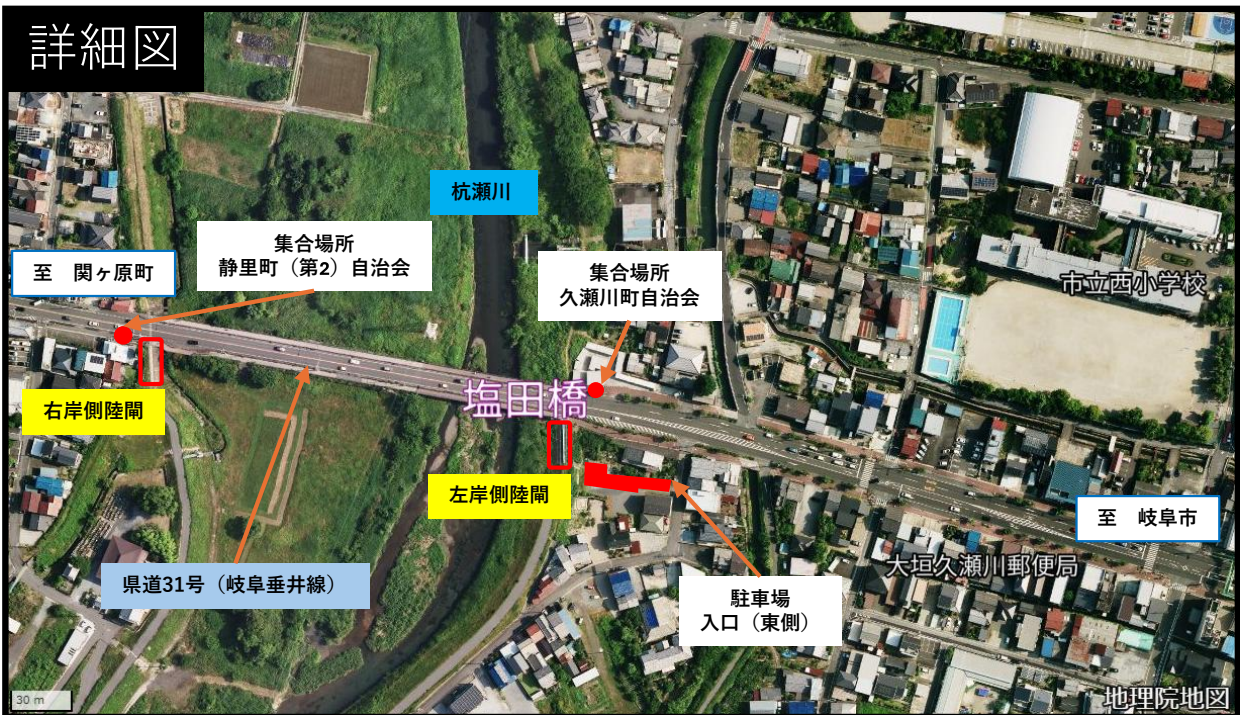 詳細図
杭瀬川
集合場所
静里町（第2）自治会
至　関ヶ原町
集合場所
久瀬川町自治会
市立西小学校
塩田橋
右岸側陸閘
左岸側陸閘
至　岐阜市
大垣久瀬川郵便局
県道31号（岐阜垂井線）
駐車場
入口（東側）
30 m
地理院地図